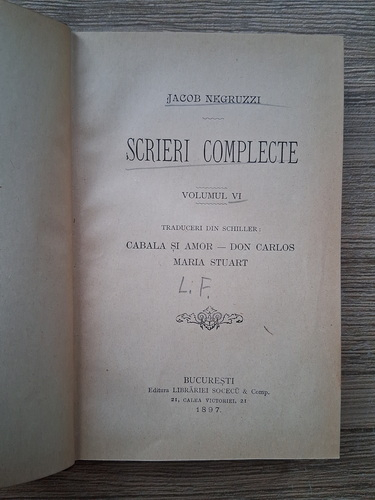 JACOB NEGRUZZI
SCRIERI COMPLECTE
VOLUMUL VI
TRADUCERI DIN SCHILLER:
CABALA ȘI AMOR — DON CARLOS
MARIA STUART
L. F.
BUCUREȘTI
Editura LIBRĂRIEI SOCECŬ & Comp.
21, CALEA VICTORIEI, 21
1897